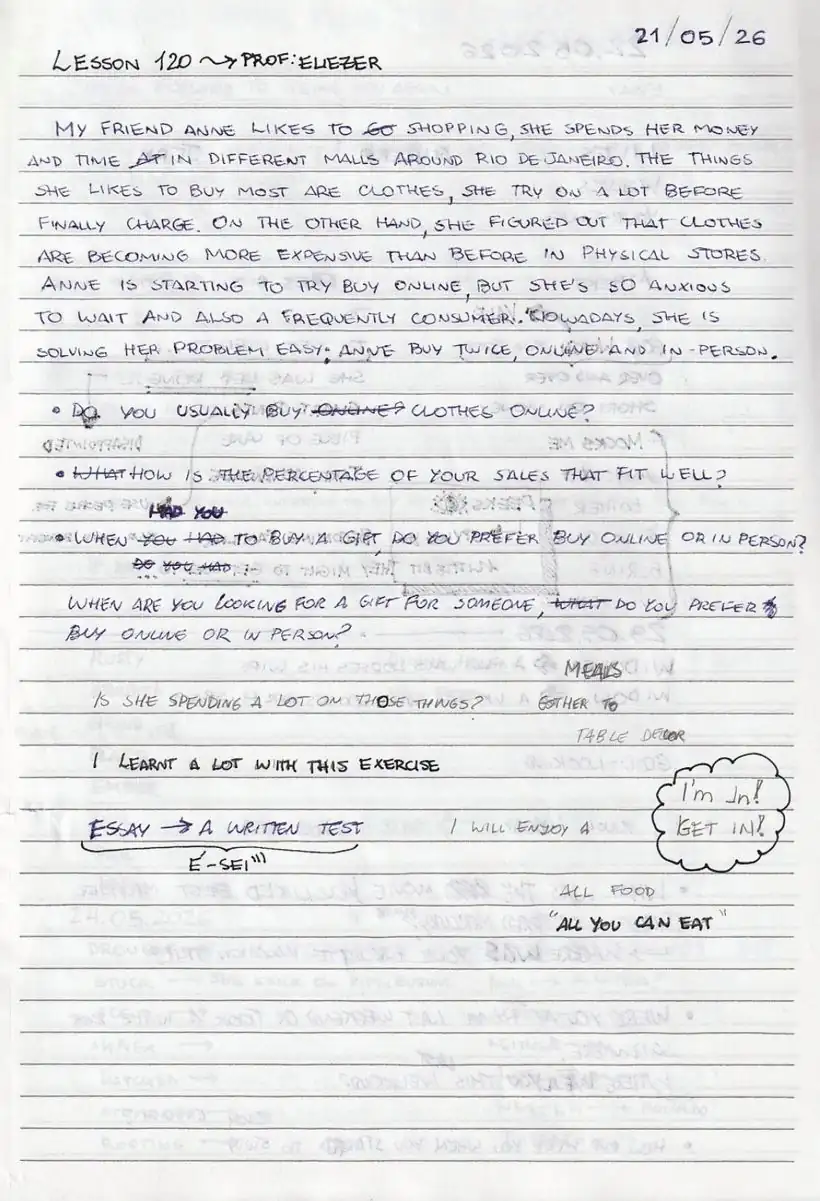 21/05/26
LESSON 120 → PROF: ELIEZER
MY FRIEND ANNE LIKES TO GO SHOPPING, SHE SPENDS HER MONEY
AND TIME AT IN DIFFERENT MALLS AROUND RIO DE JANEIRO. THE THINGS
SHE LIKES TO BUY MOST ARE CLOTHES, SHE TRY ON A LOT BEFORE
FINALLY CHARGE. ON THE OTHER HAND, SHE FIGURED OUT THAT CLOTHES
ARE BECOMING MORE EXPENSIVE THAN BEFORE IN PHYSICAL STORES.
ANNE IS STARTING TO TRY BUY ONLINE, BUT SHE'S SO ANXIOUS
TO WAIT AND ALSO A FREQUENTLY CONSUMER. NOWADAYS, SHE IS
SOLVING HER PROBLEM EASY: ANNE BUY TWICE, ONLINE AND IN-PERSON.
• DO YOU USUALLY BUY ONLINE? CLOTHES ONLINE?
• WHAT HOW IS THE PERCENTAGE OF YOUR SALES THAT FIT WELL?
HAD YOU
• WHEN YOU HAD TO BUY A GIFT, DO YOU PREFER BUY ONLINE OR IN PERSON?
DO YOU HAD
WHEN ARE YOU LOOKING FOR A GIFT FOR SOMEONE, WHAT DO YOU PREFER
BUY ONLINE OR IN PERSON?
MEALS
IS SHE SPENDING A LOT ON THOSE THINGS? TO
TABLE DECOR
I LEARNT A LOT WITH THIS EXERCISE
I'm In!
ESSAY → A WRITTEN TEST I WILL ENJOY A GET IN!
E'-SEI"
ALL FOOD
"ALL YOU CAN EAT"